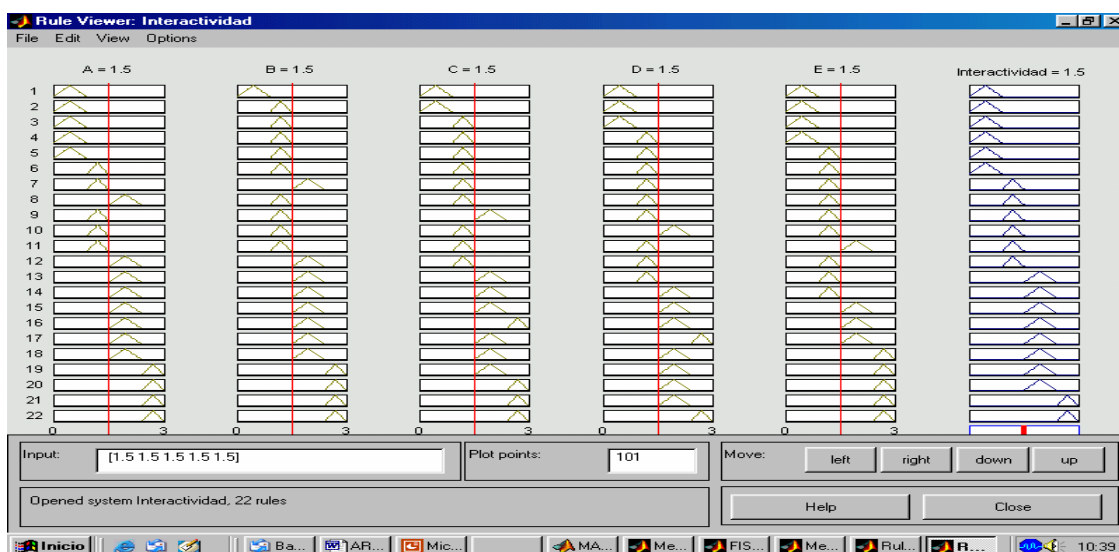 Rule Viewer: Interactividad
File Edit View Options
A = 1.5 B = 1.5 C = 1.5 D = 1.5 E = 1.5 Interactividad = 1.5
1
2
3
4
5
6
7
8
9
10
11
12
13
14
15
16
17
18
19
20
21
22
0 3 0 3 0 3 0 3 0 3
Input: [1.5 1.5 1.5 1.5 1.5] Plot points: 101 Move: left right down up
Opened system Interactividad, 22 rules
Help Close
Inicio Ba... AR... Mic... MA... Me... FIS... Me... Rul... R... 10:39